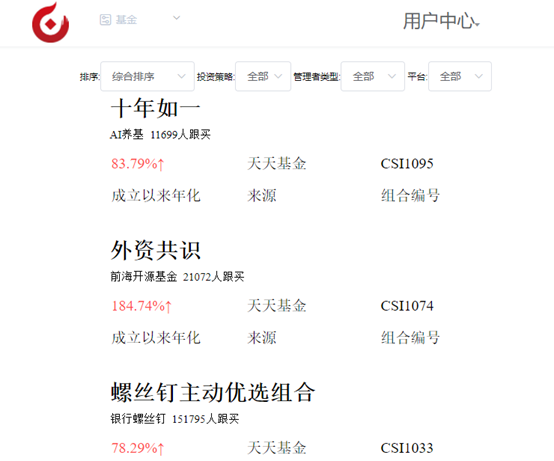 基金
用户中心
排序: 综合排序 投资策略: 全部 管理者类型: 全部 平台: 全部
十年如一
AI养基 11699人跟买
83.79%↑ 天天基金 CSI1095
成立以来年化 来源 组合编号
外资共识
前海开源基金 21072人跟买
184.74%↑ 天天基金 CSI1074
成立以来年化 来源 组合编号
螺丝钉主动优选组合
银行螺丝钉 151795人跟买
78.29%↑ 天天基金 CSI1033